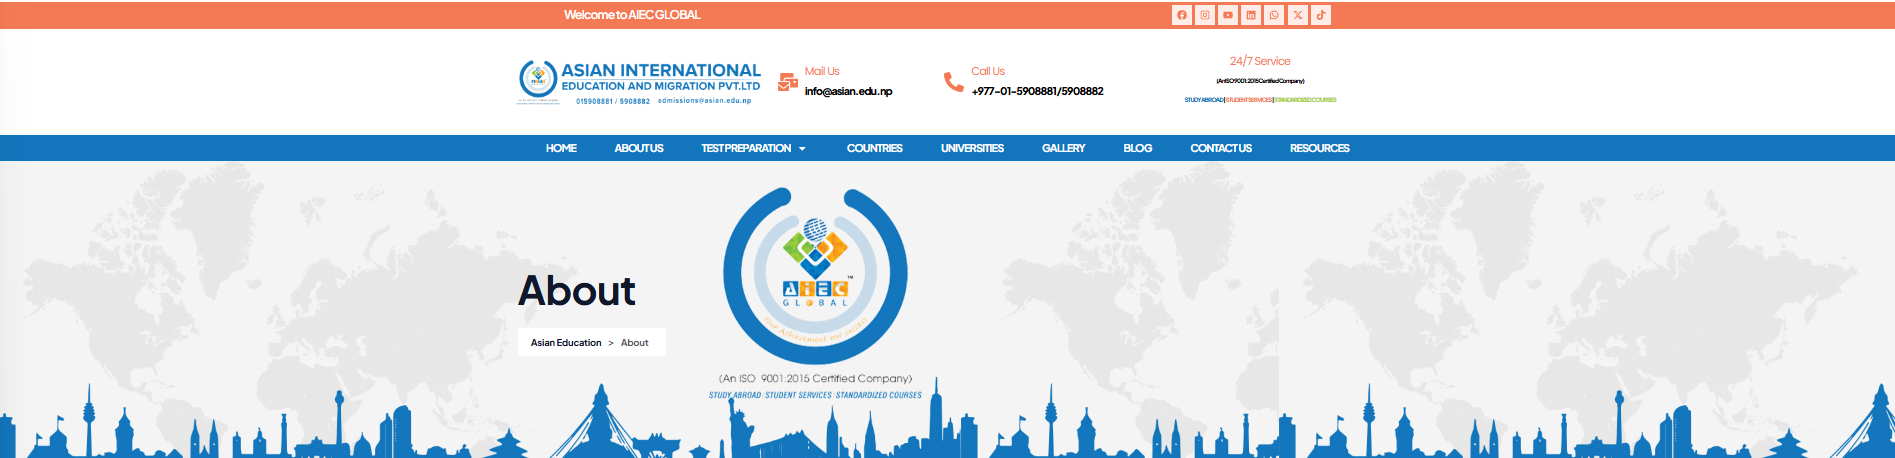 Welcome to AIEC GLOBAL
ASIAN INTERNATIONAL
EDUCATION AND MIGRATION PVT.LTD
015908881 / 5908882 admissions@asian.edu.np
Mail Us
info@asian.edu.np
Call Us
+977-01-5908881/5908882
24/7 Service
(An ISO 9001:2015 Certified Company)
STUDY ABROAD | STUDENT SERVICES | STANDARDIZED COURSES
HOME ABOUT US TEST PREPARATION COUNTRIES UNIVERSITIES GALLERY BLOG CONTACT US RESOURCES
About
Asian Education > About
AIEC
GLOBAL
TM
Your Achievement our success
(An ISO 9001:2015 Certified Company)
STUDY ABROAD STUDENT SERVICES STANDARDIZED COURSES